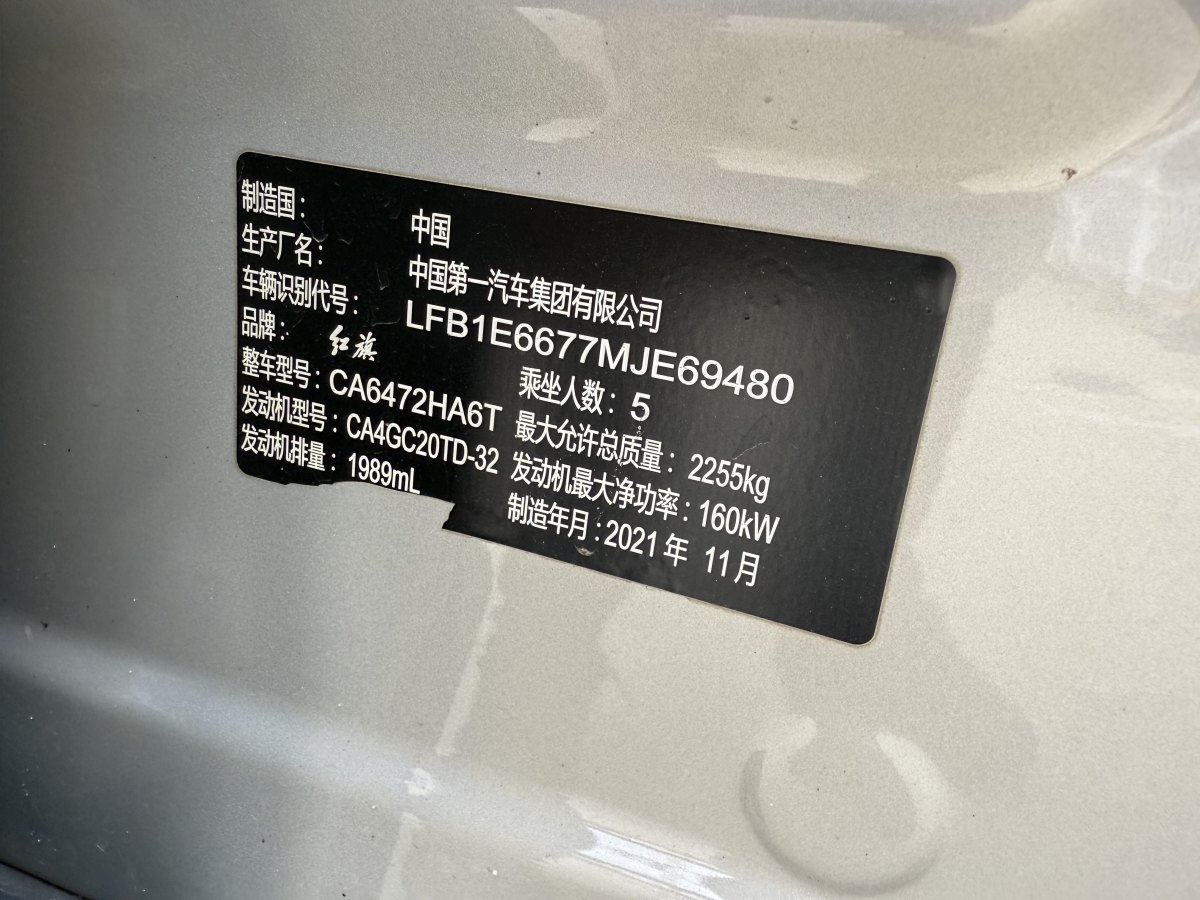 制造国： 中国
生产厂名： 中国第一汽车集团有限公司
车辆识别代号： LFB1E6677MJE69480
品牌： 红旗 乘坐人数：5
整车型号：CA6472HA6T 最大允许总质量：2255kg
发动机型号：CA4GC20TD-32 发动机最大净功率：160kW
发动机排量：1989mL 制造年月：2021年 11月